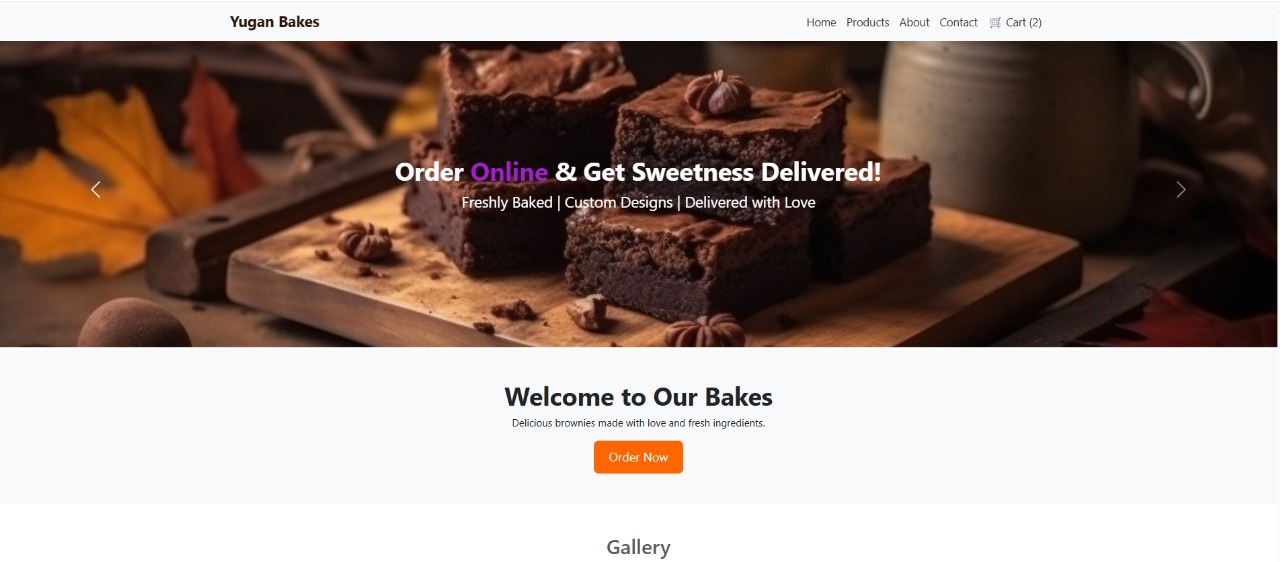 Yugan Bakes
Home Products About Contact 🛒 Cart (2)
Order Online & Get Sweetness Delivered!
Freshly Baked | Custom Designs | Delivered with Love
Welcome to Our Bakes
Delicious brownies made with love and fresh ingredients.
Order Now
Gallery